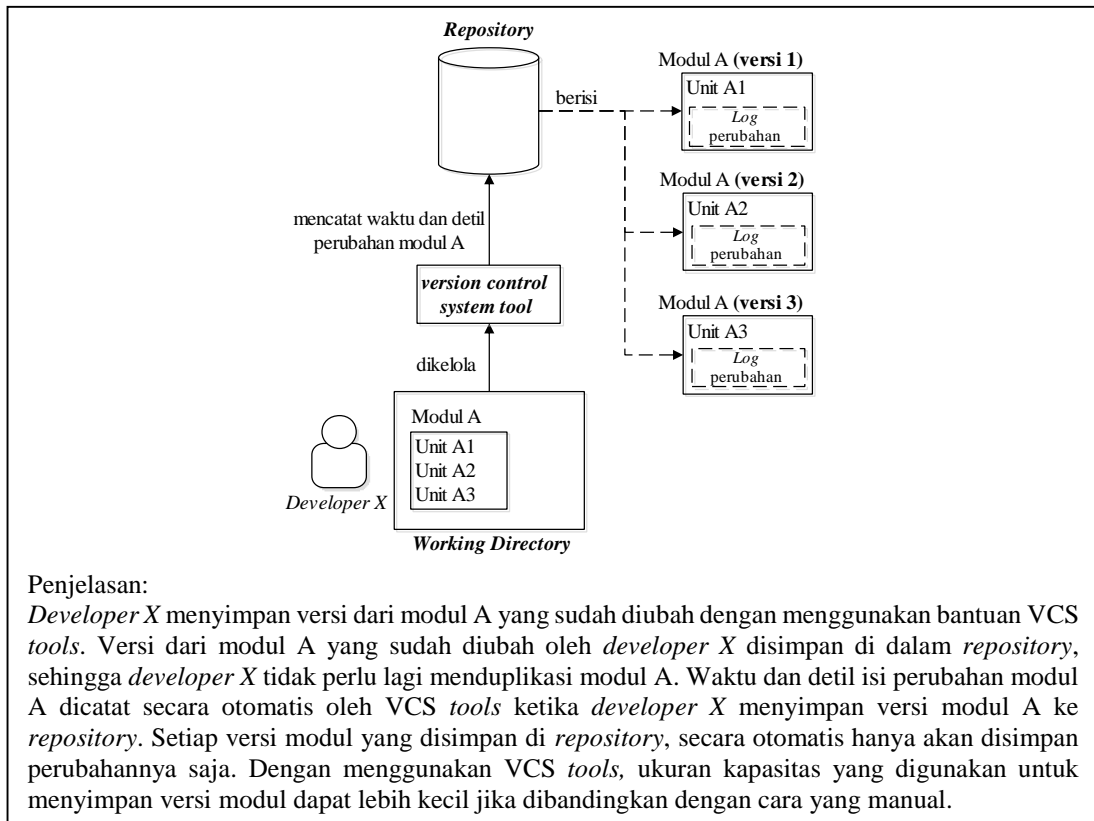 Repository
Modul A (versi 1)
Unit A1
Log
perubahan
berisi
Modul A (versi 2)
Unit A2
Log
perubahan
mencatat waktu dan detil
perubahan modul A
version control
system tool
Modul A (versi 3)
Unit A3
Log
perubahan
dikelola
Modul A
Unit A1
Unit A2
Unit A3
Developer X
Working Directory
Penjelasan:
Developer X menyimpan versi dari modul A yang sudah diubah dengan menggunakan bantuan VCS
tools. Versi dari modul A yang sudah diubah oleh developer X disimpan di dalam repository,
sehingga developer X tidak perlu lagi menduplikasi modul A. Waktu dan detil isi perubahan modul
A dicatat secara otomatis oleh VCS tools ketika developer X menyimpan versi modul A ke
repository. Setiap versi modul yang disimpan di repository, secara otomatis hanya akan disimpan
perubahannya saja. Dengan menggunakan VCS tools, ukuran kapasitas yang digunakan untuk
menyimpan versi modul dapat lebih kecil jika dibandingkan dengan cara yang manual.